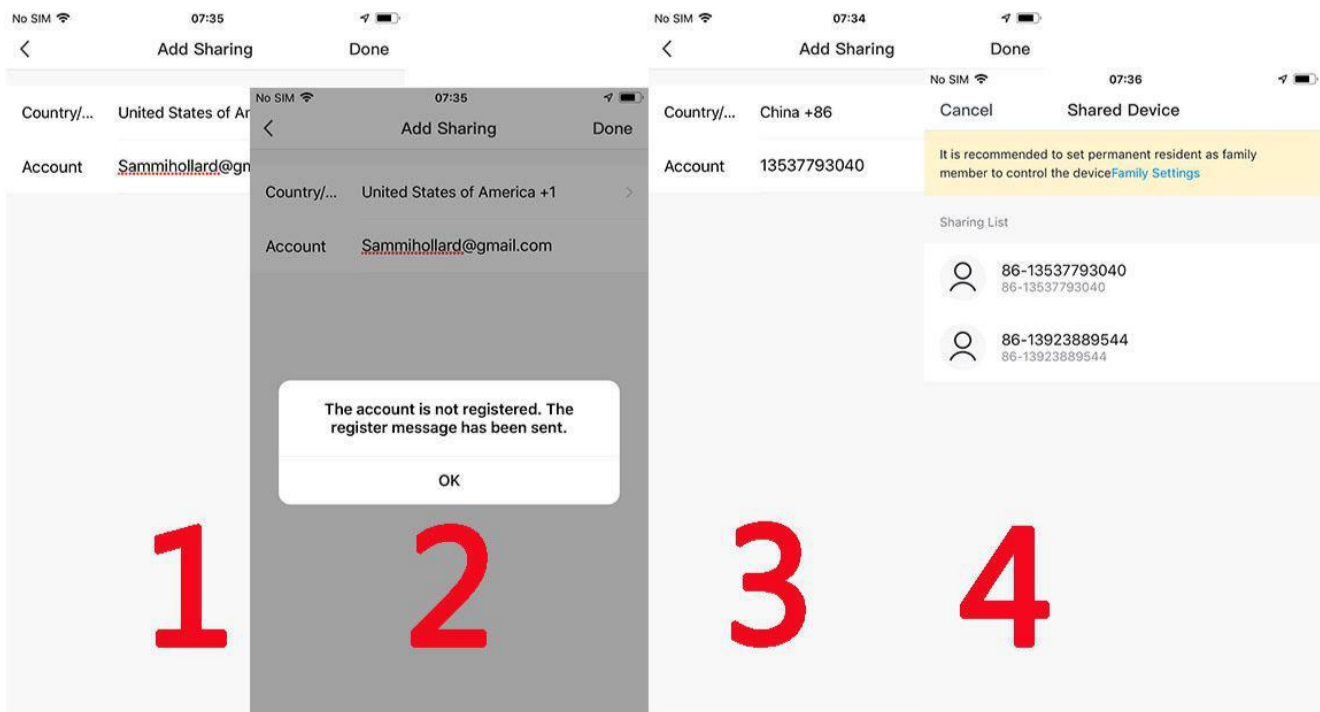 No SIM 07:35
Add Sharing Done
Country/... United States of Ar
Account Sammihollard@gn
1
No SIM 07:35
Add Sharing Done
Country/... United States of America +1
Account Sammihollard@gmail.com
The account is not registered. The
register message has been sent.
OK
2
No SIM 07:34
Add Sharing Done
Country/... China +86
Account 13537793040
3
No SIM 07:36
Cancel Shared Device
It is recommended to set permanent resident as family
member to control the deviceFamily Settings
Sharing List
86-13537793040
86-13537793040
86-13923889544
86-13923889544
4